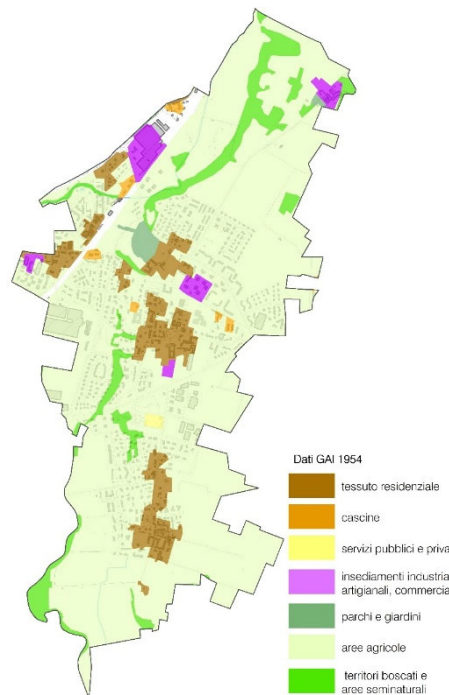 Dati GAI 1954
tessuto residenziale
cascine
servizi pubblici e priva
insediamenti industria
artigianali, commercia
parchi e giardini
aree agricole
territori boscati e
aree seminaturali